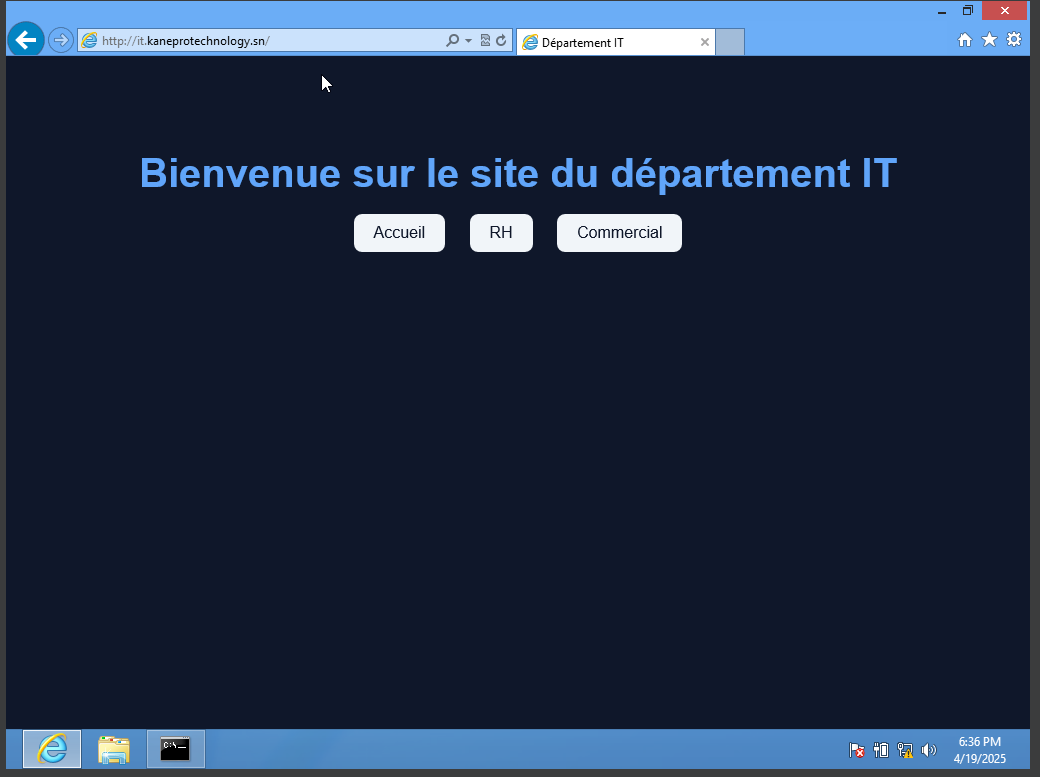 http://it.kaneprotechnology.sn/
Département IT
Bienvenue sur le site du département IT
Accueil
RH
Commercial
C:\_
6:36 PM
4/19/2025